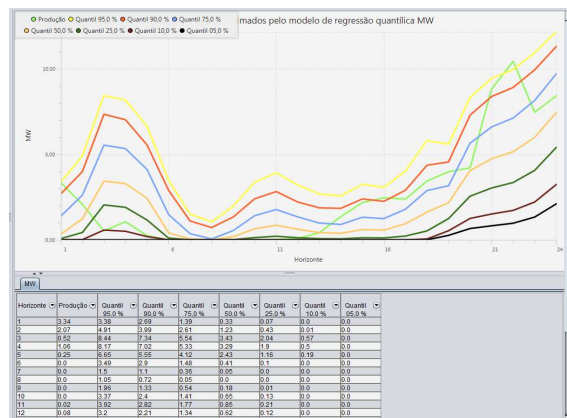 Produção Quantil 95,0 % Quantil 90,0 % Quantil 75,0 %
mados pelo modelo de regressão quantílica MW
Quantil 50,0 % Quantil 25,0 % Quantil 10,0 % Quantil 05,0 %
10.00
MW
5,00
0,00
1 6 11 16 21 24
Horizonte
MW
Horizonte Produção Quantil 95,0 % Quantil 90,0 % Quantil 75,0 % Quantil 50,0 % Quantil 25,0 % Quantil 10,0 % Quantil 05,0 %
1 3.34 3.38 2.69 1.39 0.33 0.07 0.0 0.0
2 2.07 4.91 3.99 2.61 1.23 0.43 0.01 0.0
3 0.52 8.44 7.34 5.54 3.43 2.04 0.57 0.0
4 1.06 8.17 7.02 5.33 3.29 1.9 0.5 0.0
5 0.25 6.65 5.55 4.12 2.43 1.16 0.19 0.0
6 0.0 3.49 2.9 1.48 0.41 0.1 0.0 0.0
7 0.0 1.5 1.1 0.36 0.05 0.0 0.0 0.0
8 0.0 1.05 0.72 0.05 0.0 0.0 0.0 0.0
9 0.0 1.96 1.33 0.54 0.18 0.01 0.0 0.0
10 0.0 3.37 2.4 1.41 0.65 0.13 0.0 0.0
11 0.02 3.92 2.82 1.77 0.85 0.21 0.0 0.0
12 0.08 3.2 2.21 1.34 0.62 0.12 0.0 0.0